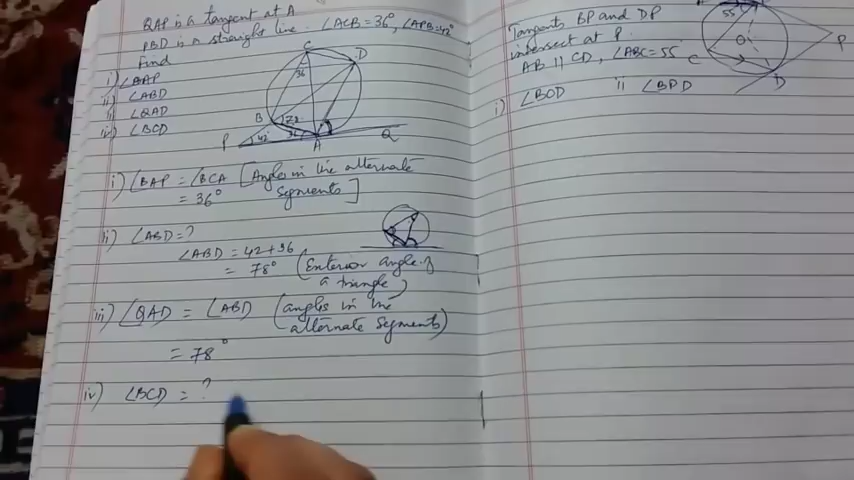 QAP is a tangent at A
PBD is a straight line. ∠ACB = 36°, ∠APB = 42°
Find
i) ∠BAP
ii) ∠ABD
iii) ∠QAD
iv) ∠BCD
C
36
D
B
78
36
P
42°
A
Q
i) ∠BAP = ∠BCA [Angles in the alternate
= 36° segments]
ii) ∠ABD = ?
∠ABD = 42 + 36
= 78° (Exterior angle of
a triangle)
iii) ∠QAD = ∠ABD (angles in the
alternate segments)
= 78°
iv) ∠BCD = ?
Tangents BP and DP
intersect at P.
AB || CD, ∠ABC = 55°
i) ∠BOD ii ∠BPD
55
O
C
D
P